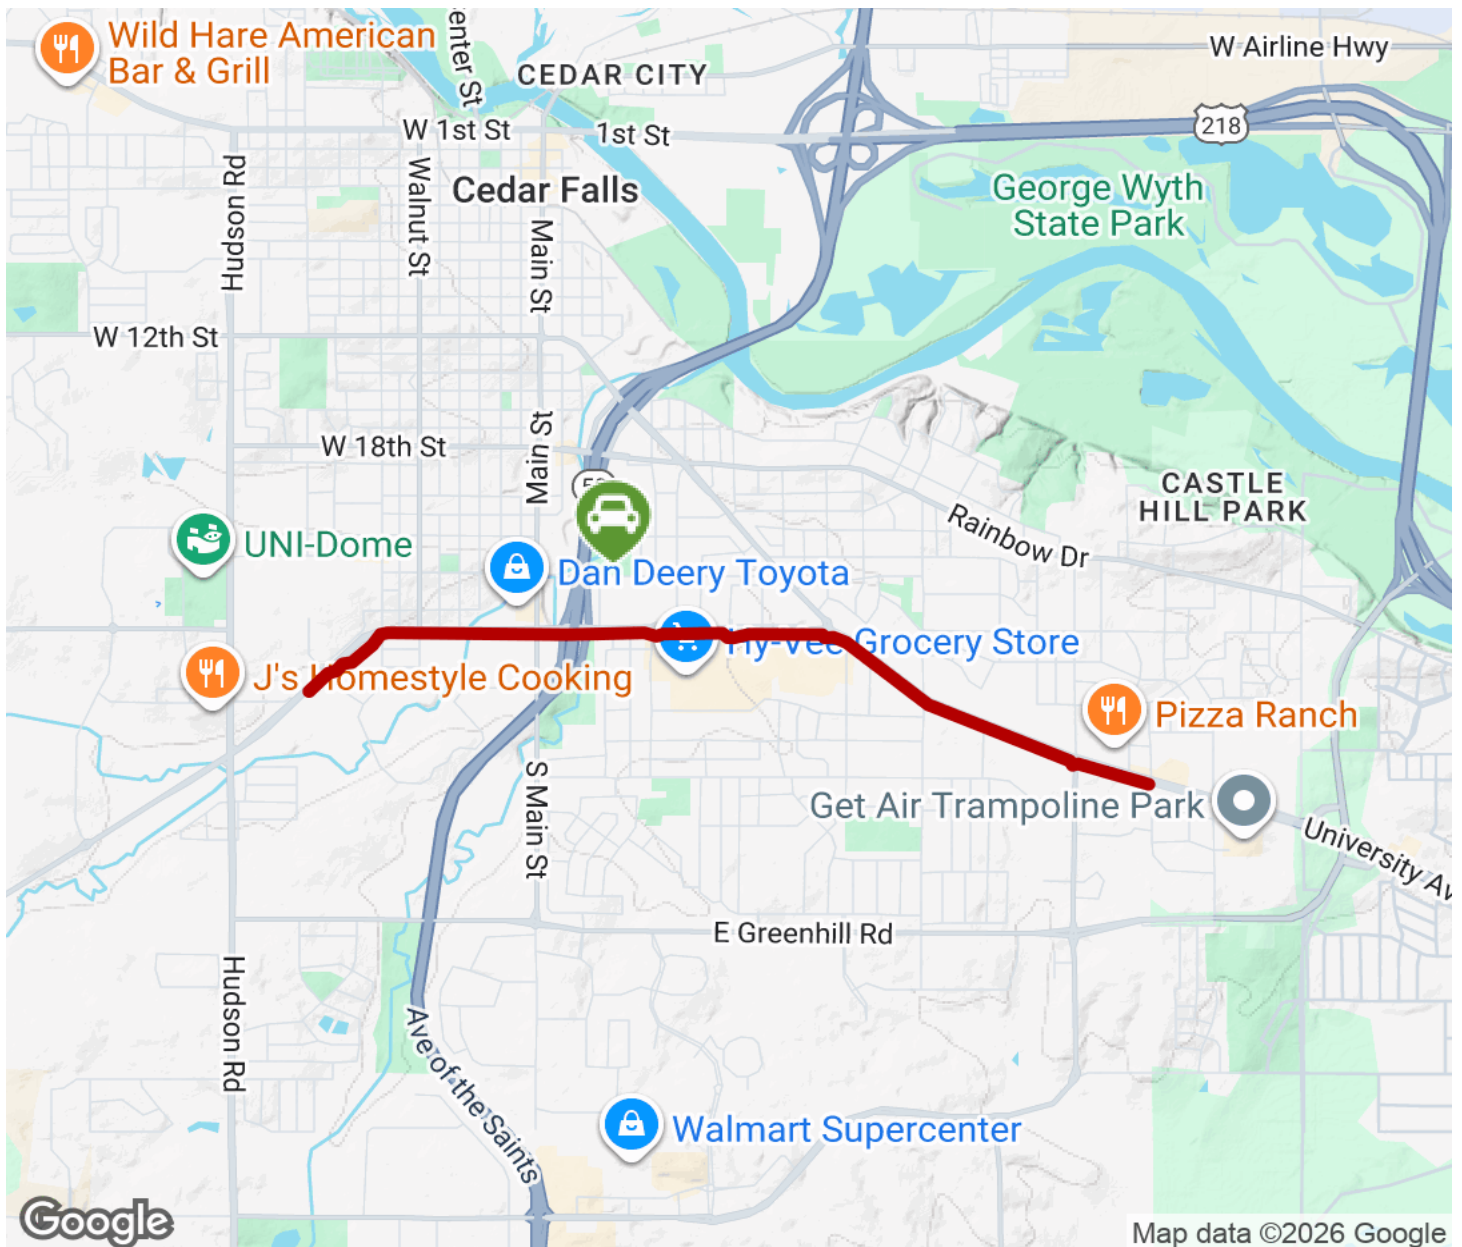 Wild Hare American
Bar & Grill
enter St
CEDAR CITY
W Airline Hwy
W 1st St
1st St
218
Hudson Rd
Walnut St
Cedar Falls
George Wyth
State Park
Main St
W 12th St
W 18th St
Main St
CASTLE
HILL PARK
Rainbow Dr
UNI-Dome
Dan Deery Toyota
Hy-Vee Grocery Store
J's Homestyle Cooking
Pizza Ranch
Get Air Trampoline Park
S Main St
University Av
E Greenhill Rd
Hudson Rd
Ave of the Saints
Walmart Supercenter
Google
Map data ©2026 Google